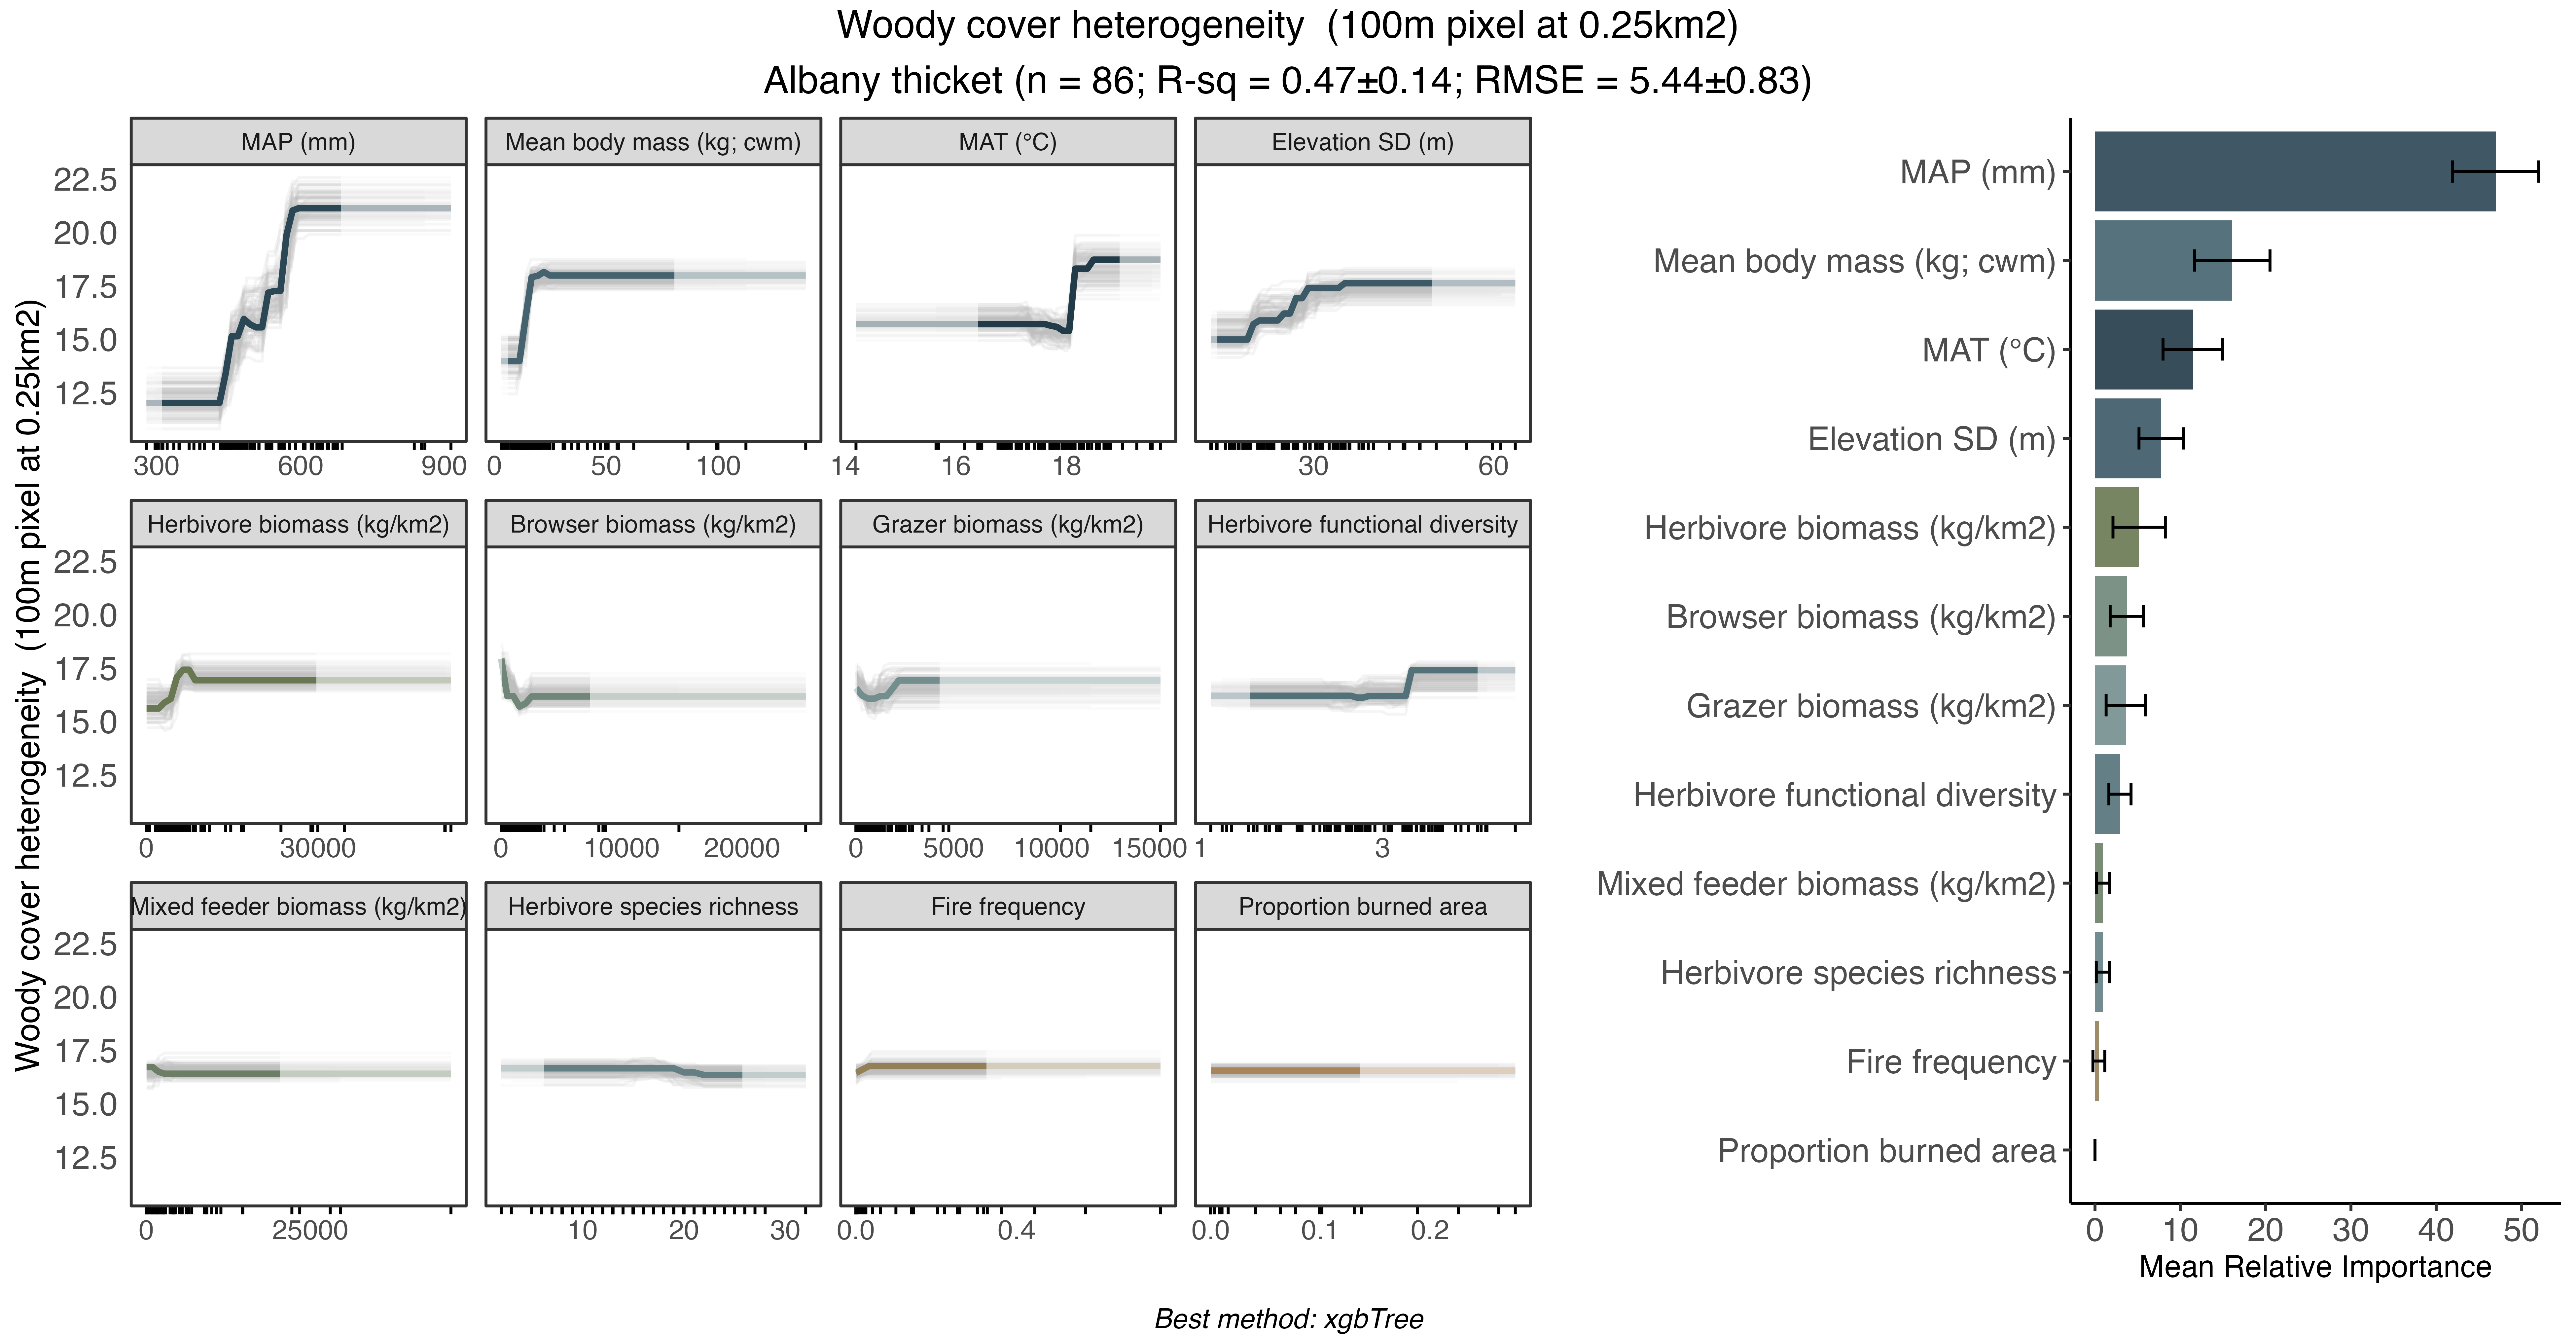 Woody cover heterogeneity  (100m pixel at 0.25km2)
Albany thicket (n = 86; R-sq = 0.47±0.14; RMSE = 5.44±0.83)
Woody cover heterogeneity  (100m pixel at 0.25km2)
MAP (mm)
Mean body mass (kg; cwm)
MAT (°C)
Elevation SD (m)
22.5
20.0
17.5
15.0
12.5
300 600 900
0 50 100
14 16 18
30 60
Herbivore biomass (kg/km2)
Browser biomass (kg/km2)
Grazer biomass (kg/km2)
Herbivore functional diversity
22.5
20.0
17.5
15.0
12.5
0 30000
0 10000 20000
0 5000 10000 15000
1 3
Mixed feeder biomass (kg/km2)
Herbivore species richness
Fire frequency
Proportion burned area
22.5
20.0
17.5
15.0
12.5
0 25000
10 20 30
0.0 0.4
0.0 0.1 0.2
MAP (mm)
Mean body mass (kg; cwm)
MAT (°C)
Elevation SD (m)
Herbivore biomass (kg/km2)
Browser biomass (kg/km2)
Grazer biomass (kg/km2)
Herbivore functional diversity
Mixed feeder biomass (kg/km2)
Herbivore species richness
Fire frequency
Proportion burned area
0 10 20 30 40 50
Mean Relative Importance
Best method: xgbTree